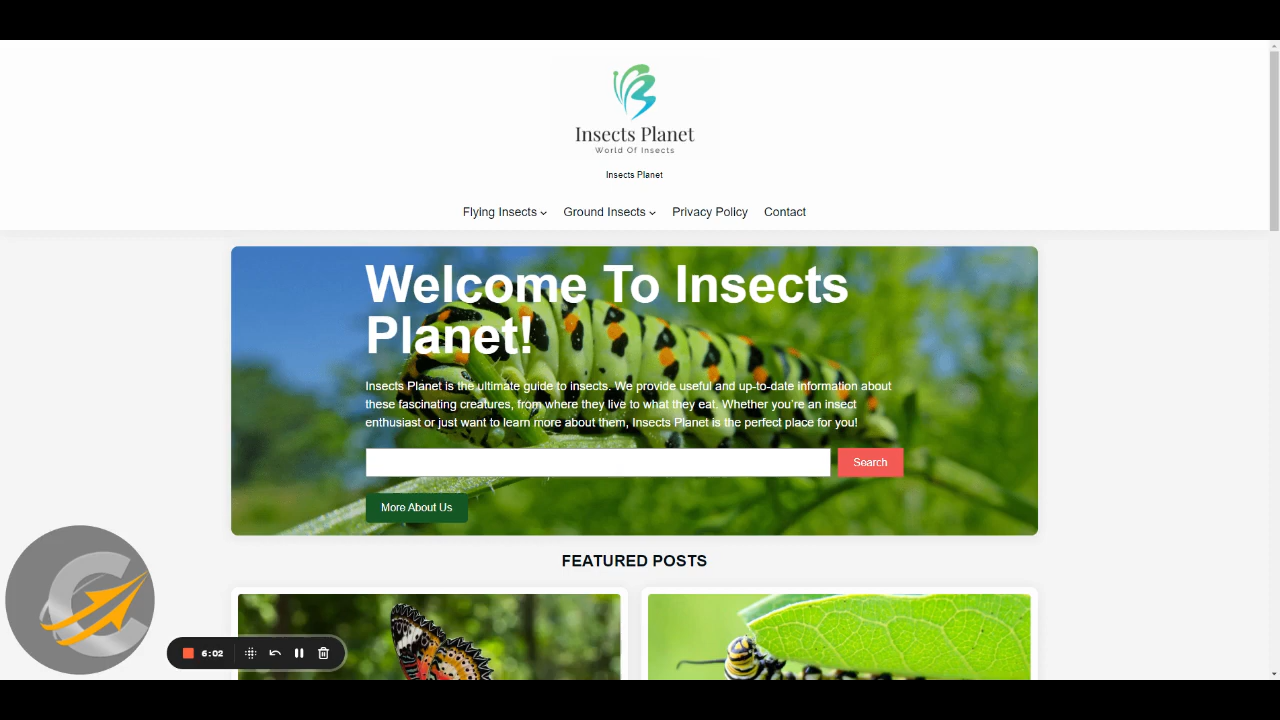 Insects Planet
World Of Insects
Insects Planet
Flying Insects
Ground Insects
Privacy Policy
Contact
Welcome To Insects
Planet!
Insects Planet is the ultimate guide to insects. We provide useful and up-to-date information about
these fascinating creatures, from where they live to what they eat. Whether you're an insect
enthusiast or just want to learn more about them, Insects Planet is the perfect place for you!
Search
More About Us
FEATURED POSTS
6:02